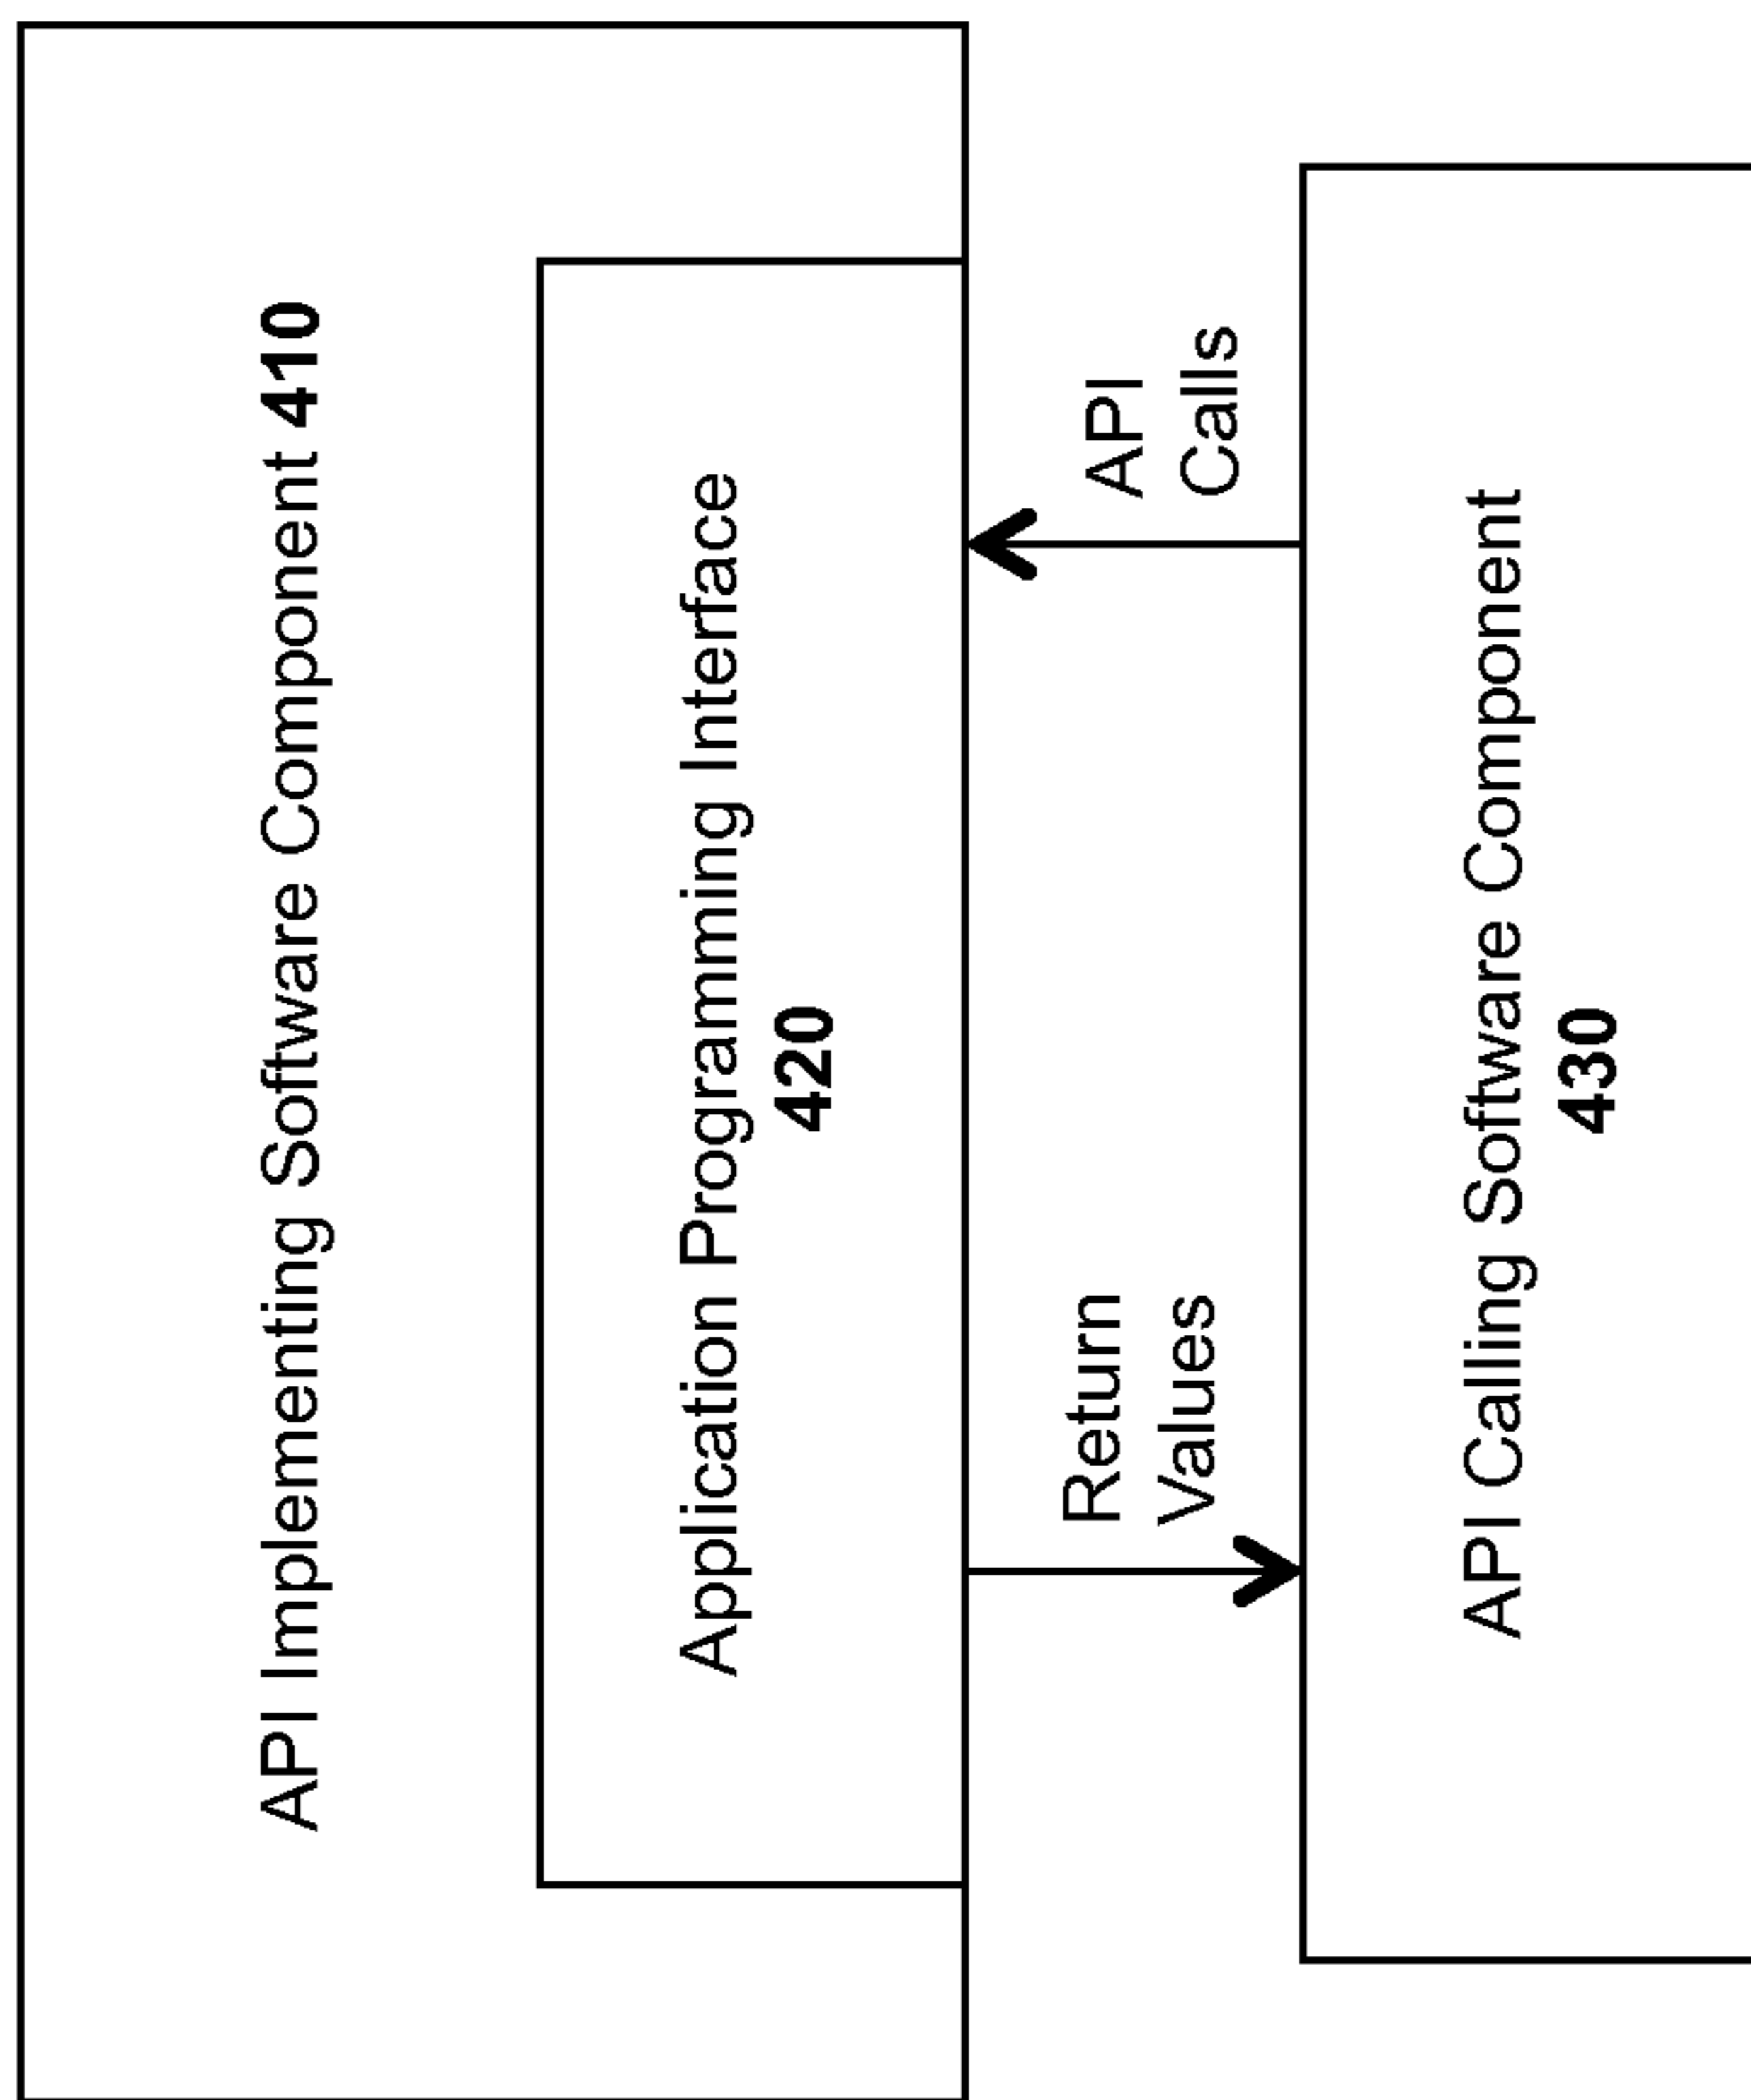 API Implementing Software Component 410
Application Programming Interface
420
Return
Values
API
Calls
API Calling Software Component
430